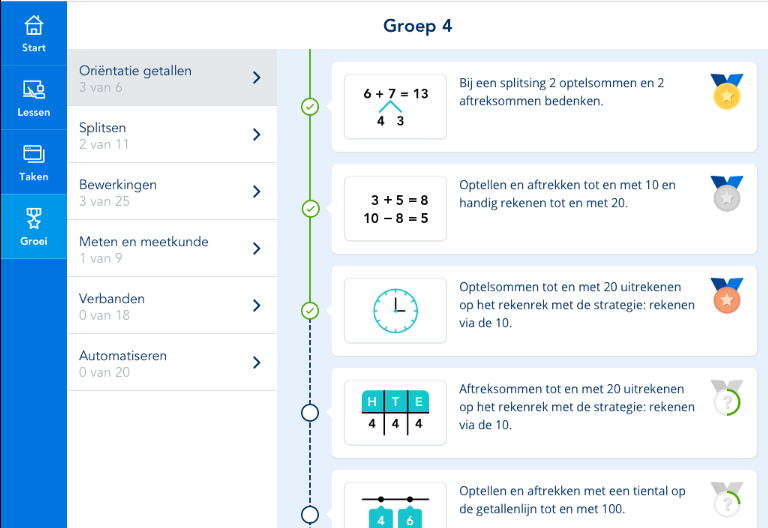 Groep 4
Start
Lessen
Taken
Groei
Oriëntatie getallen
3 van 6
Splitsen
2 van 11
Bewerkingen
3 van 25
Meten en meetkunde
1 van 9
Verbanden
0 van 18
Automatiseren
0 van 20
6 + 7 = 13
4 3
Bij een splitsing 2 optelsommen en 2
aftreksommen bedenken.
3 + 5 = 8
10 − 8 = 5
Optellen en aftrekken tot en met 10 en
handig rekenen tot en met 20.
Optelsommen tot en met 20 uitrekenen
op het rekenrek met de strategie: rekenen
via de 10.
H T E
4 4 4
Aftreksommen tot en met 20 uitrekenen
op het rekenrek met de strategie: rekenen
via de 10.
?
4 6
Optellen en aftrekken met een tiental op
de getallenlijn tot en met 100.
?